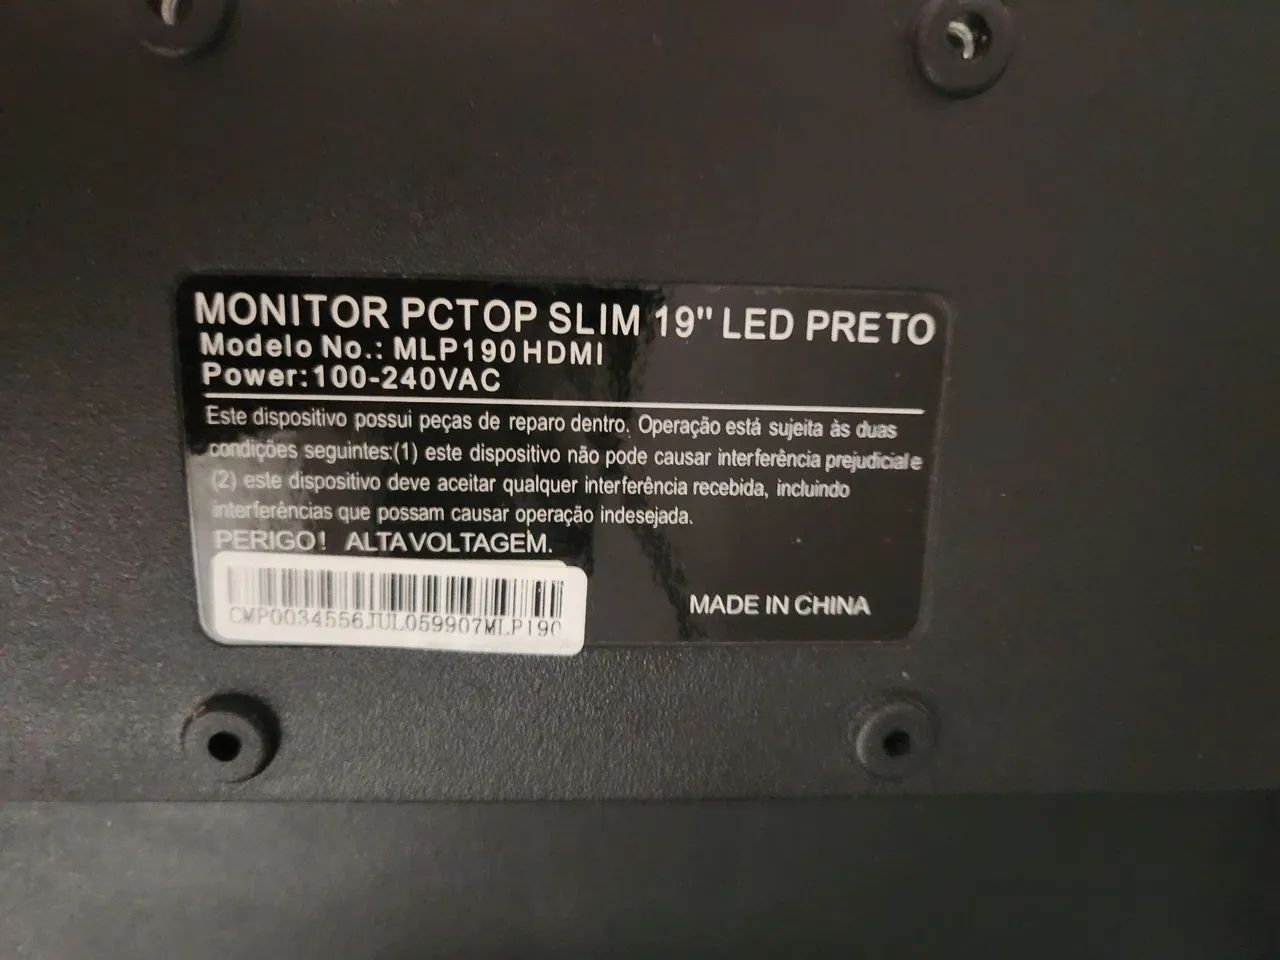 MONITOR PCTOP SLIM 19" LED PRETO
Modelo No.: MLP190HDMI
Power:100-240VAC
Este dispositivo possui peças de reparo dentro. Operação está sujeita às duas
condições seguintes:(1) este dispositivo não pode causar interferência prejudicial e
(2) este dispositivo deve aceitar qualquer interferência recebida, incluindo
interferências que possam causar operação indesejada.
PERIGO! ALTA VOLTAGEM.
CMP0034556JUL059907MLP190
MADE IN CHINA